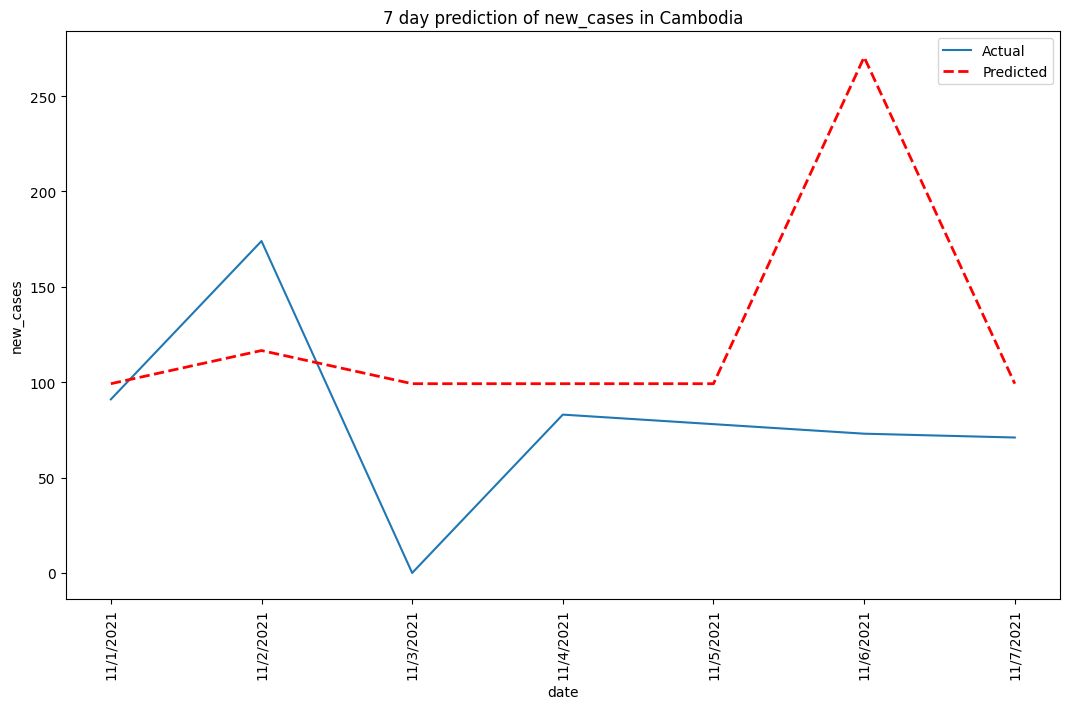 7 day prediction of new_cases in Cambodia
Actual
Predicted
new_cases
250
200
150
100
50
0
11/1/2021
11/2/2021
11/3/2021
11/4/2021
11/5/2021
11/6/2021
11/7/2021
date